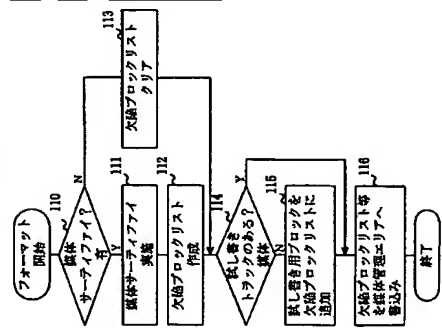 フォーマット
開始
110
媒体
サーティファイ?
有
N
Y
113
欠陥ブロックリスト
クリア
111
媒体サーティファイ
実施
112
欠陥ブロックリスト
作成
114
試し書き
トラックのある?
媒体
Y
N
115
試し書き用ブロックを
欠陥ブロックリストに
追加
116
欠陥ブロックリスト等
を媒体管理エリアへ
書込み
終了